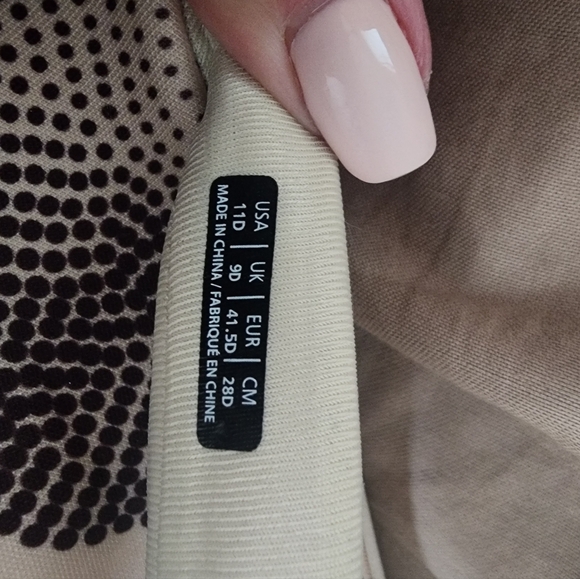 USA | UK | EUR | CM
11D | 9D | 41.5D | 28D
MADE IN CHINA / FABRIQUÉ EN CHINE